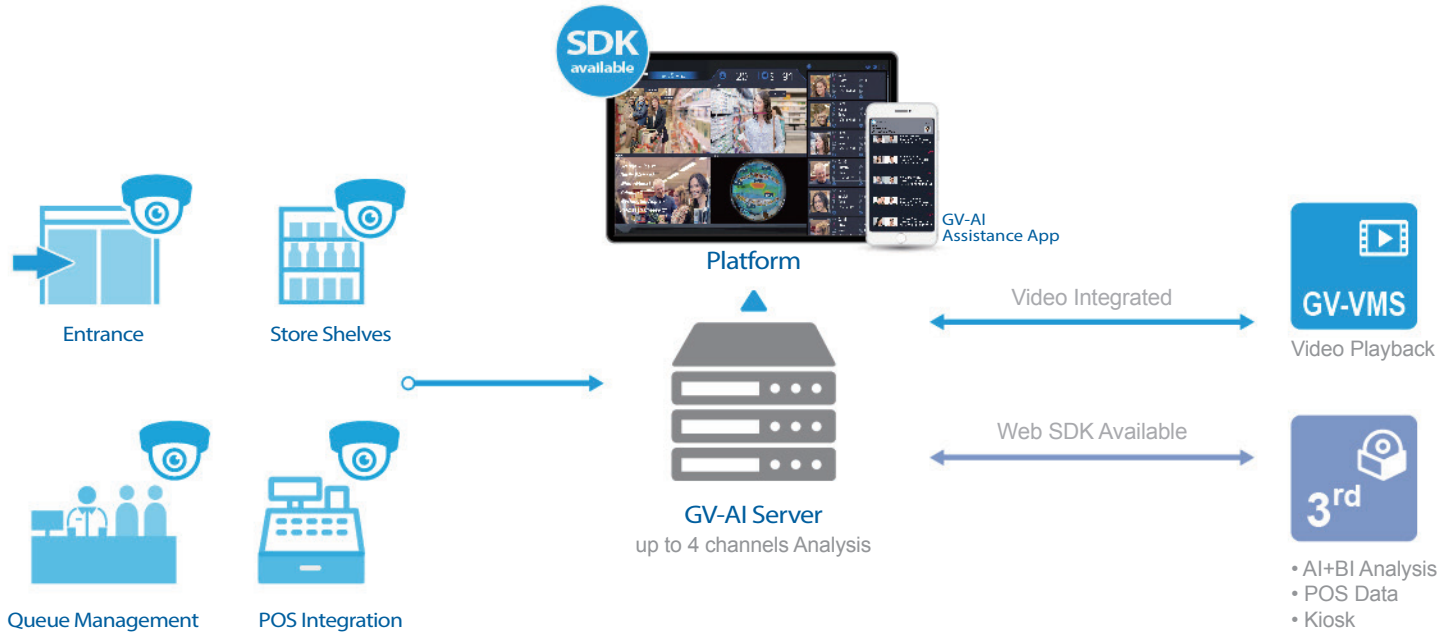 SDK
available
GV-AI
Assistance App
Platform
Entrance
Store Shelves
Queue Management
POS Integration
GV-AI Server
up to 4 channels Analysis
Video Integrated
GV-VMS
Video Playback
Web SDK Available
3rd
• AI+BI Analysis
• POS Data
• Kiosk